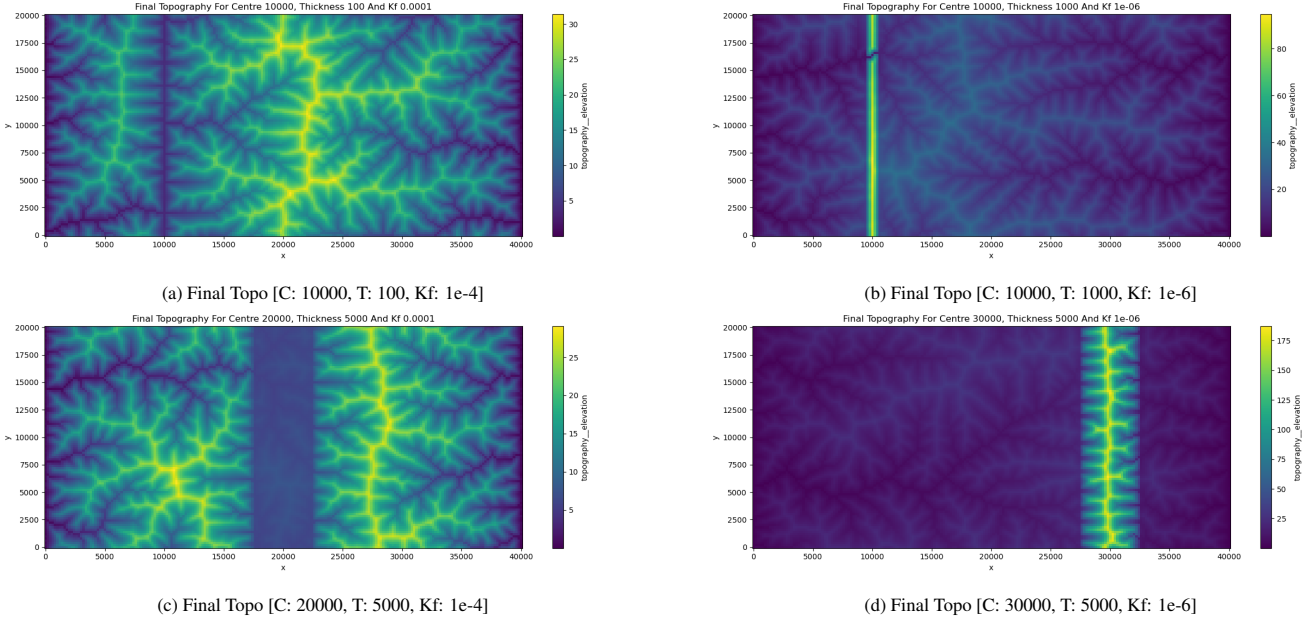 Final Topography For Centre 10000, Thickness 100 And Kf 0.0001
20000
17500
15000
12500
10000
7500
5000
2500
0
y
0 5000 10000 15000 20000 25000 30000 35000 40000
x
30
25
20
15
10
5
topography__elevation
(a) Final Topo [C: 10000, T: 100, Kf: 1e-4]
Final Topography For Centre 10000, Thickness 1000 And Kf 1e-06
20000
17500
15000
12500
10000
7500
5000
2500
0
y
0 5000 10000 15000 20000 25000 30000 35000 40000
x
80
60
40
20
topography__elevation
(b) Final Topo [C: 10000, T: 1000, Kf: 1e-6]
Final Topography For Centre 20000, Thickness 5000 And Kf 0.0001
20000
17500
15000
12500
10000
7500
5000
2500
0
y
0 5000 10000 15000 20000 25000 30000 35000 40000
x
25
20
15
10
5
topography__elevation
(c) Final Topo [C: 20000, T: 5000, Kf: 1e-4]
Final Topography For Centre 30000, Thickness 5000 And Kf 1e-06
20000
17500
15000
12500
10000
7500
5000
2500
0
y
0 5000 10000 15000 20000 25000 30000 35000 40000
x
175
150
125
100
75
50
25
topography__elevation
(d) Final Topo [C: 30000, T: 5000, Kf: 1e-6]